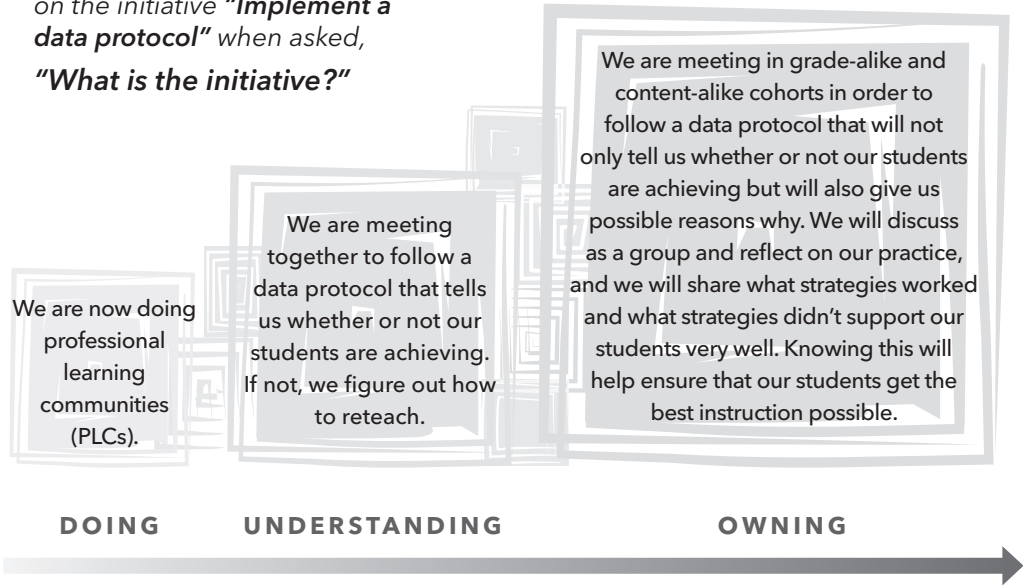 on the initiative “Implement a
data protocol” when asked,
“What is the initiative?”
We are now doing
professional
learning
communities
(PLCs).
We are meeting
together to follow a
data protocol that tells
us whether or not our
students are achieving.
If not, we figure out how
to reteach.
We are meeting in grade-alike and
content-alike cohorts in order to
follow a data protocol that will not
only tell us whether or not our students
are achieving but will also give us
possible reasons why. We will discuss
as a group and reflect on our practice,
and we will share what strategies worked
and what strategies didn’t support our
students very well. Knowing this will
help ensure that our students get the
best instruction possible.
DOING
UNDERSTANDING
OWNING